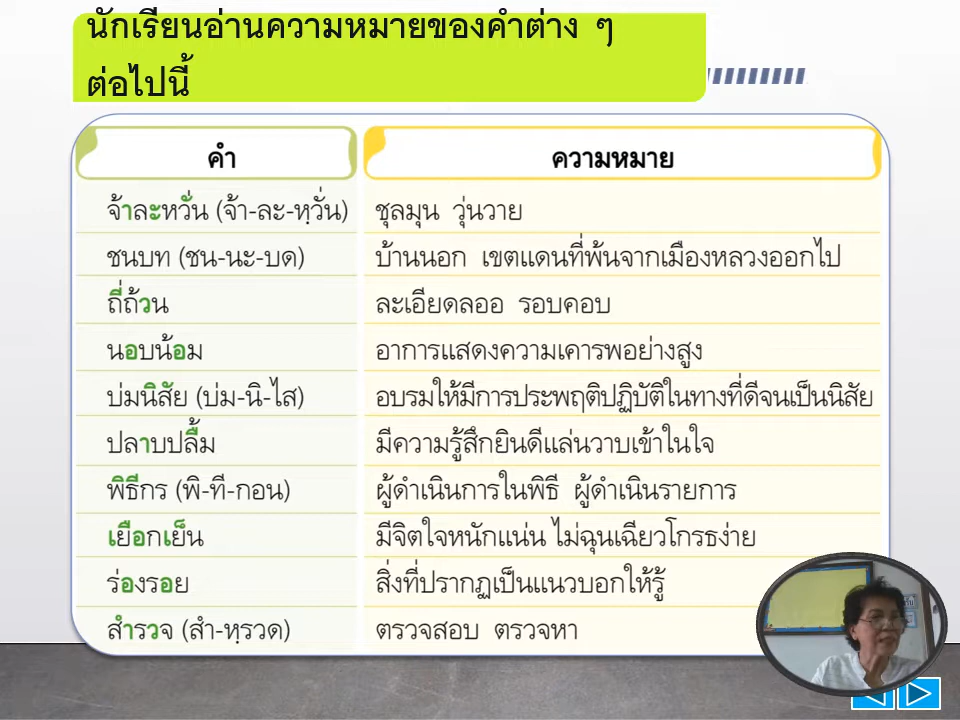 นักเรียนอ่านความหมายของคำต่าง ๆ
ต่อไปนี้
คำ ความหมาย
จ้าละหวั่น (จ้า-ละ-หฺวั่น) ชุลมุน วุ่นวาย
ชนบท (ชน-นะ-บด) บ้านนอก เขตแดนที่พ้นจากเมืองหลวงออกไป
ถี่ถ้วน ละเอียดลออ รอบคอบ
นอบน้อม อาการแสดงความเคารพอย่างสูง
บ่มนิสัย (บ่ม-นิ-ไส) อบรมให้มีการประพฤติปฏิบัติในทางที่ดีจนเป็นนิสัย
ปลาบปลื้ม มีความรู้สึกยินดีแล่นวาบเข้าในใจ
พิธีกร (พิ-ที-กอน) ผู้ดำเนินการในพิธี ผู้ดำเนินรายการ
เยือกเย็น มีจิตใจหนักแน่น ไม่ฉุนเฉียวโกรธง่าย
ร่องรอย สิ่งที่ปรากฏเป็นแนวบอกให้รู้
สำรวจ (สำ-หฺรวด) ตรวจสอบ ตรวจหา